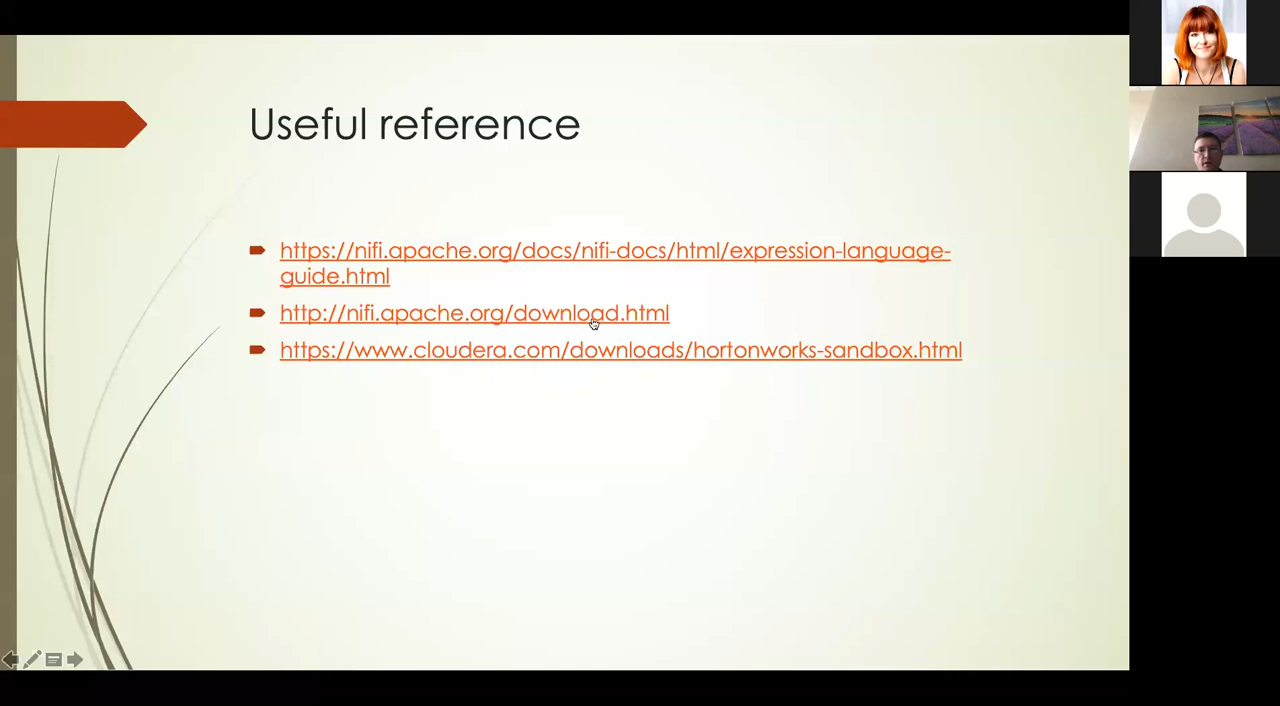 Useful reference
https://nifi.apache.org/docs/nifi-docs/html/expression-language-
guide.html
http://nifi.apache.org/download.html
https://www.cloudera.com/downloads/hortonworks-sandbox.html